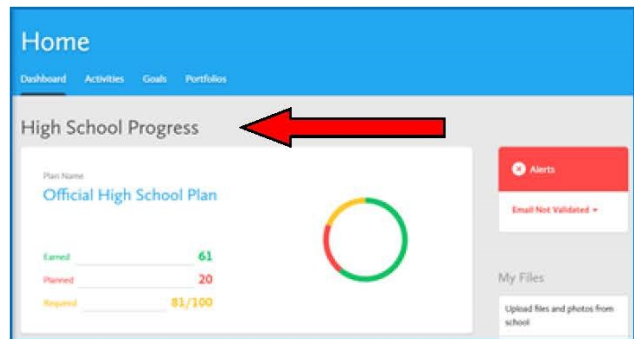 Home
Dashboard Activities Goals Portfolios
High School Progress
Plan Name
Official High School Plan
Earned 61
Planned 20
Required 81/100
Alerts
Email Not Validated
My Files
Upload files and photos from
school